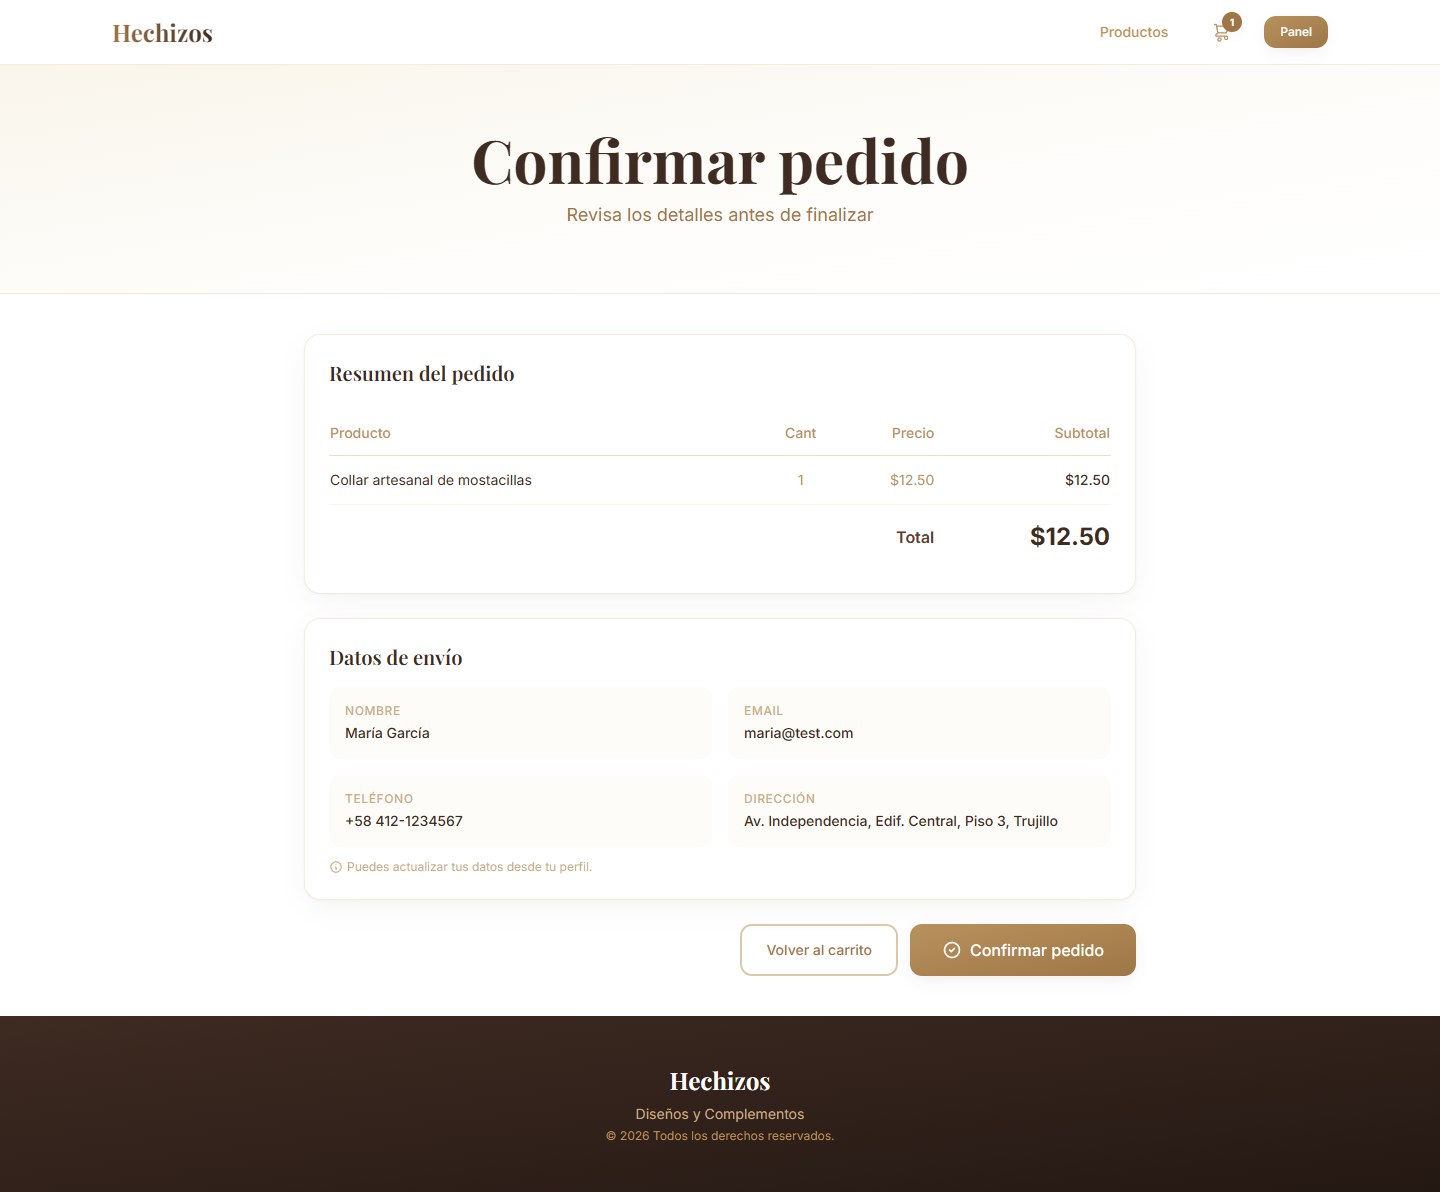 Hechizos
Productos
1
Panel
Confirmar pedido
Revisa los detalles antes de finalizar
Resumen del pedido
Producto Cant Precio Subtotal
Collar artesanal de mostacillas 1 $12.50 $12.50
Total $12.50
Datos de envío
NOMBRE
María García
EMAIL
maria@test.com
TELÉFONO
+58 412-1234567
DIRECCIÓN
Av. Independencia, Edif. Central, Piso 3, Trujillo
Puedes actualizar tus datos desde tu perfil.
Volver al carrito
Confirmar pedido
Hechizos
Diseños y Complementos
© 2026 Todos los derechos reservados.